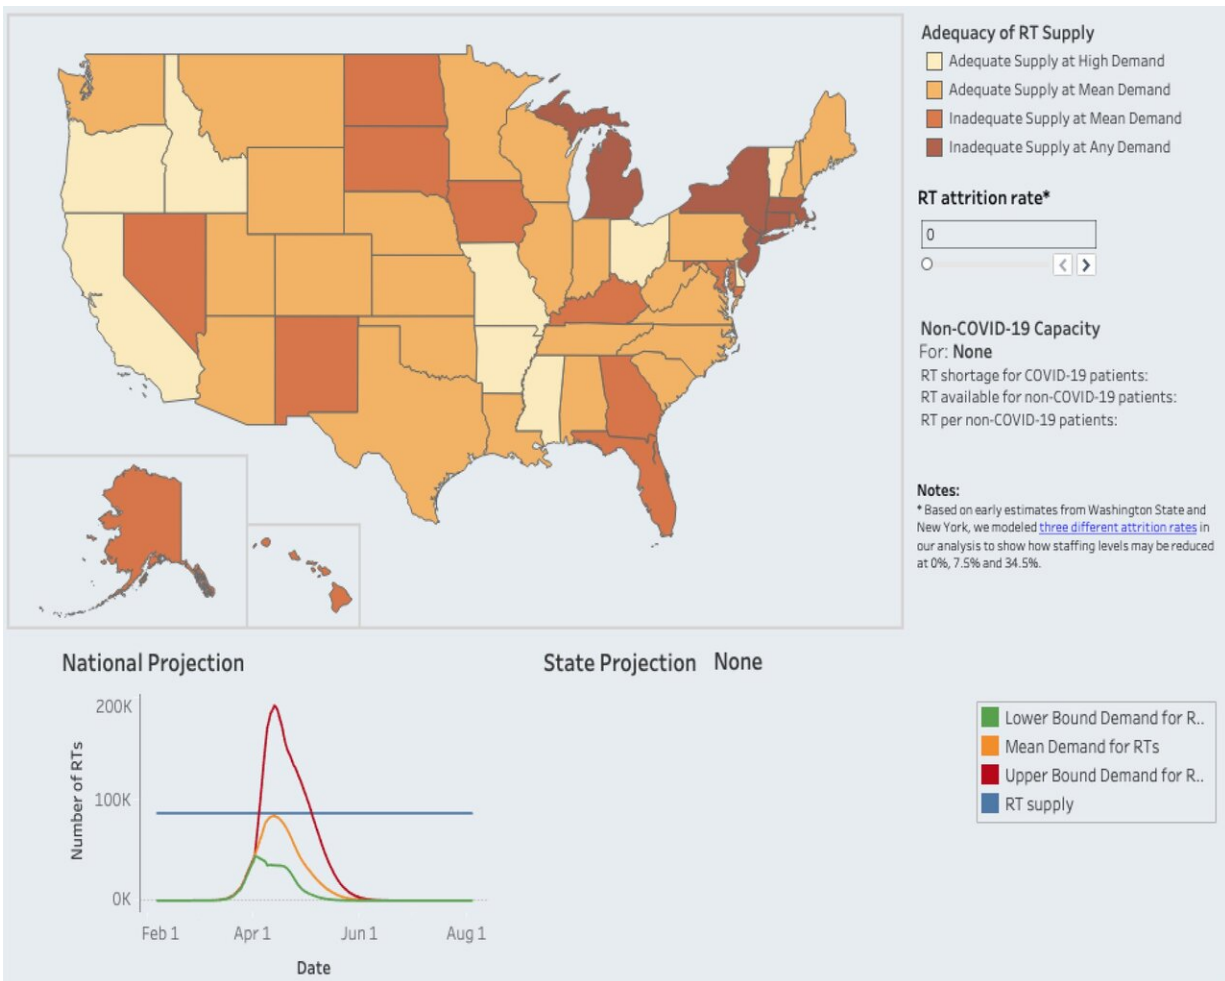 Adequacy of RT Supply
Adequate Supply at High Demand
Adequate Supply at Mean Demand
Inadequate Supply at Mean Demand
Inadequate Supply at Any Demand
RT attrition rate*
0
Non-COVID-19 Capacity
For: None
RT shortage for COVID-19 patients:
RT available for non-COVID-19 patients:
RT per non-COVID-19 patients:
Notes:
* Based on early estimates from Washington State and
New York, we modeled three different attrition rates in
our analysis to show how staffing levels may be reduced
at 0%, 7.5% and 34.5%.
National Projection
State Projection None
200K
100K
0K
Number of RTs
Feb 1 Apr 1 Jun 1 Aug 1
Date
Lower Bound Demand for R..
Mean Demand for RTs
Upper Bound Demand for R..
RT supply